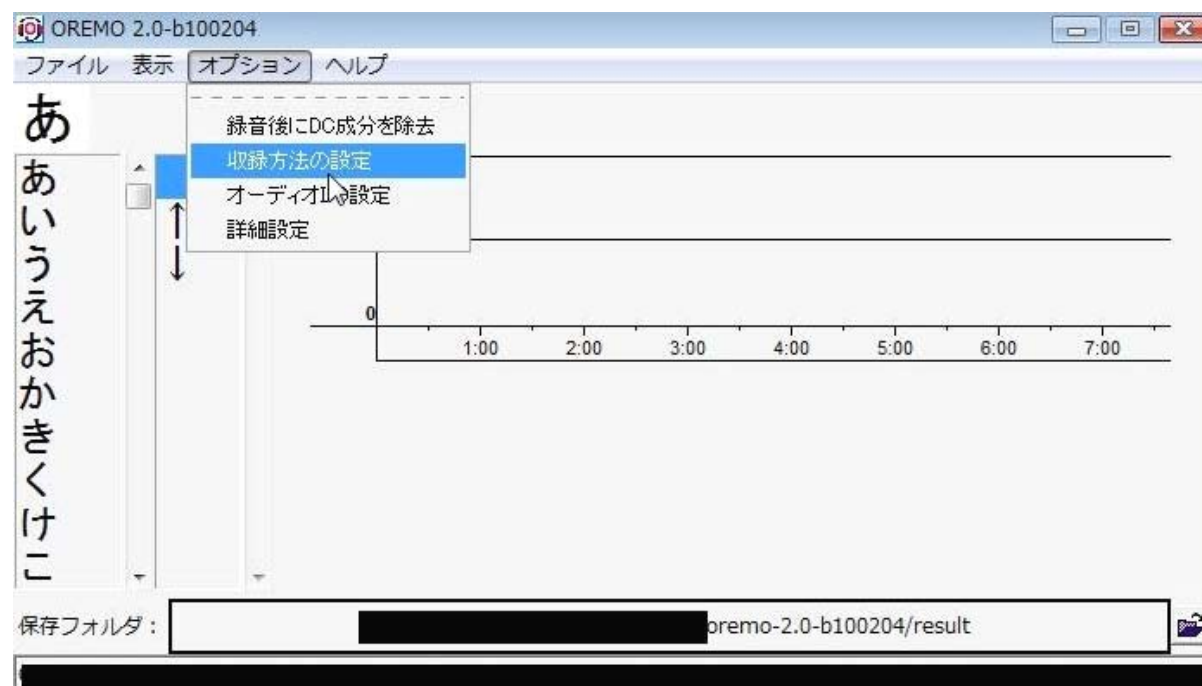 OREMO 2.0-b100204
ファイル 表示 オプション ヘルプ
あ
録音後にDC成分を除去
収録方法の設定
オーディオI/Oの設定
詳細設定
あ
い
う
え
お
か
き
く
け
こ
↑
↓
0
1:00 2:00 3:00 4:00 5:00 6:00 7:00
保存フォルダ: oremo-2.0-b100204/result